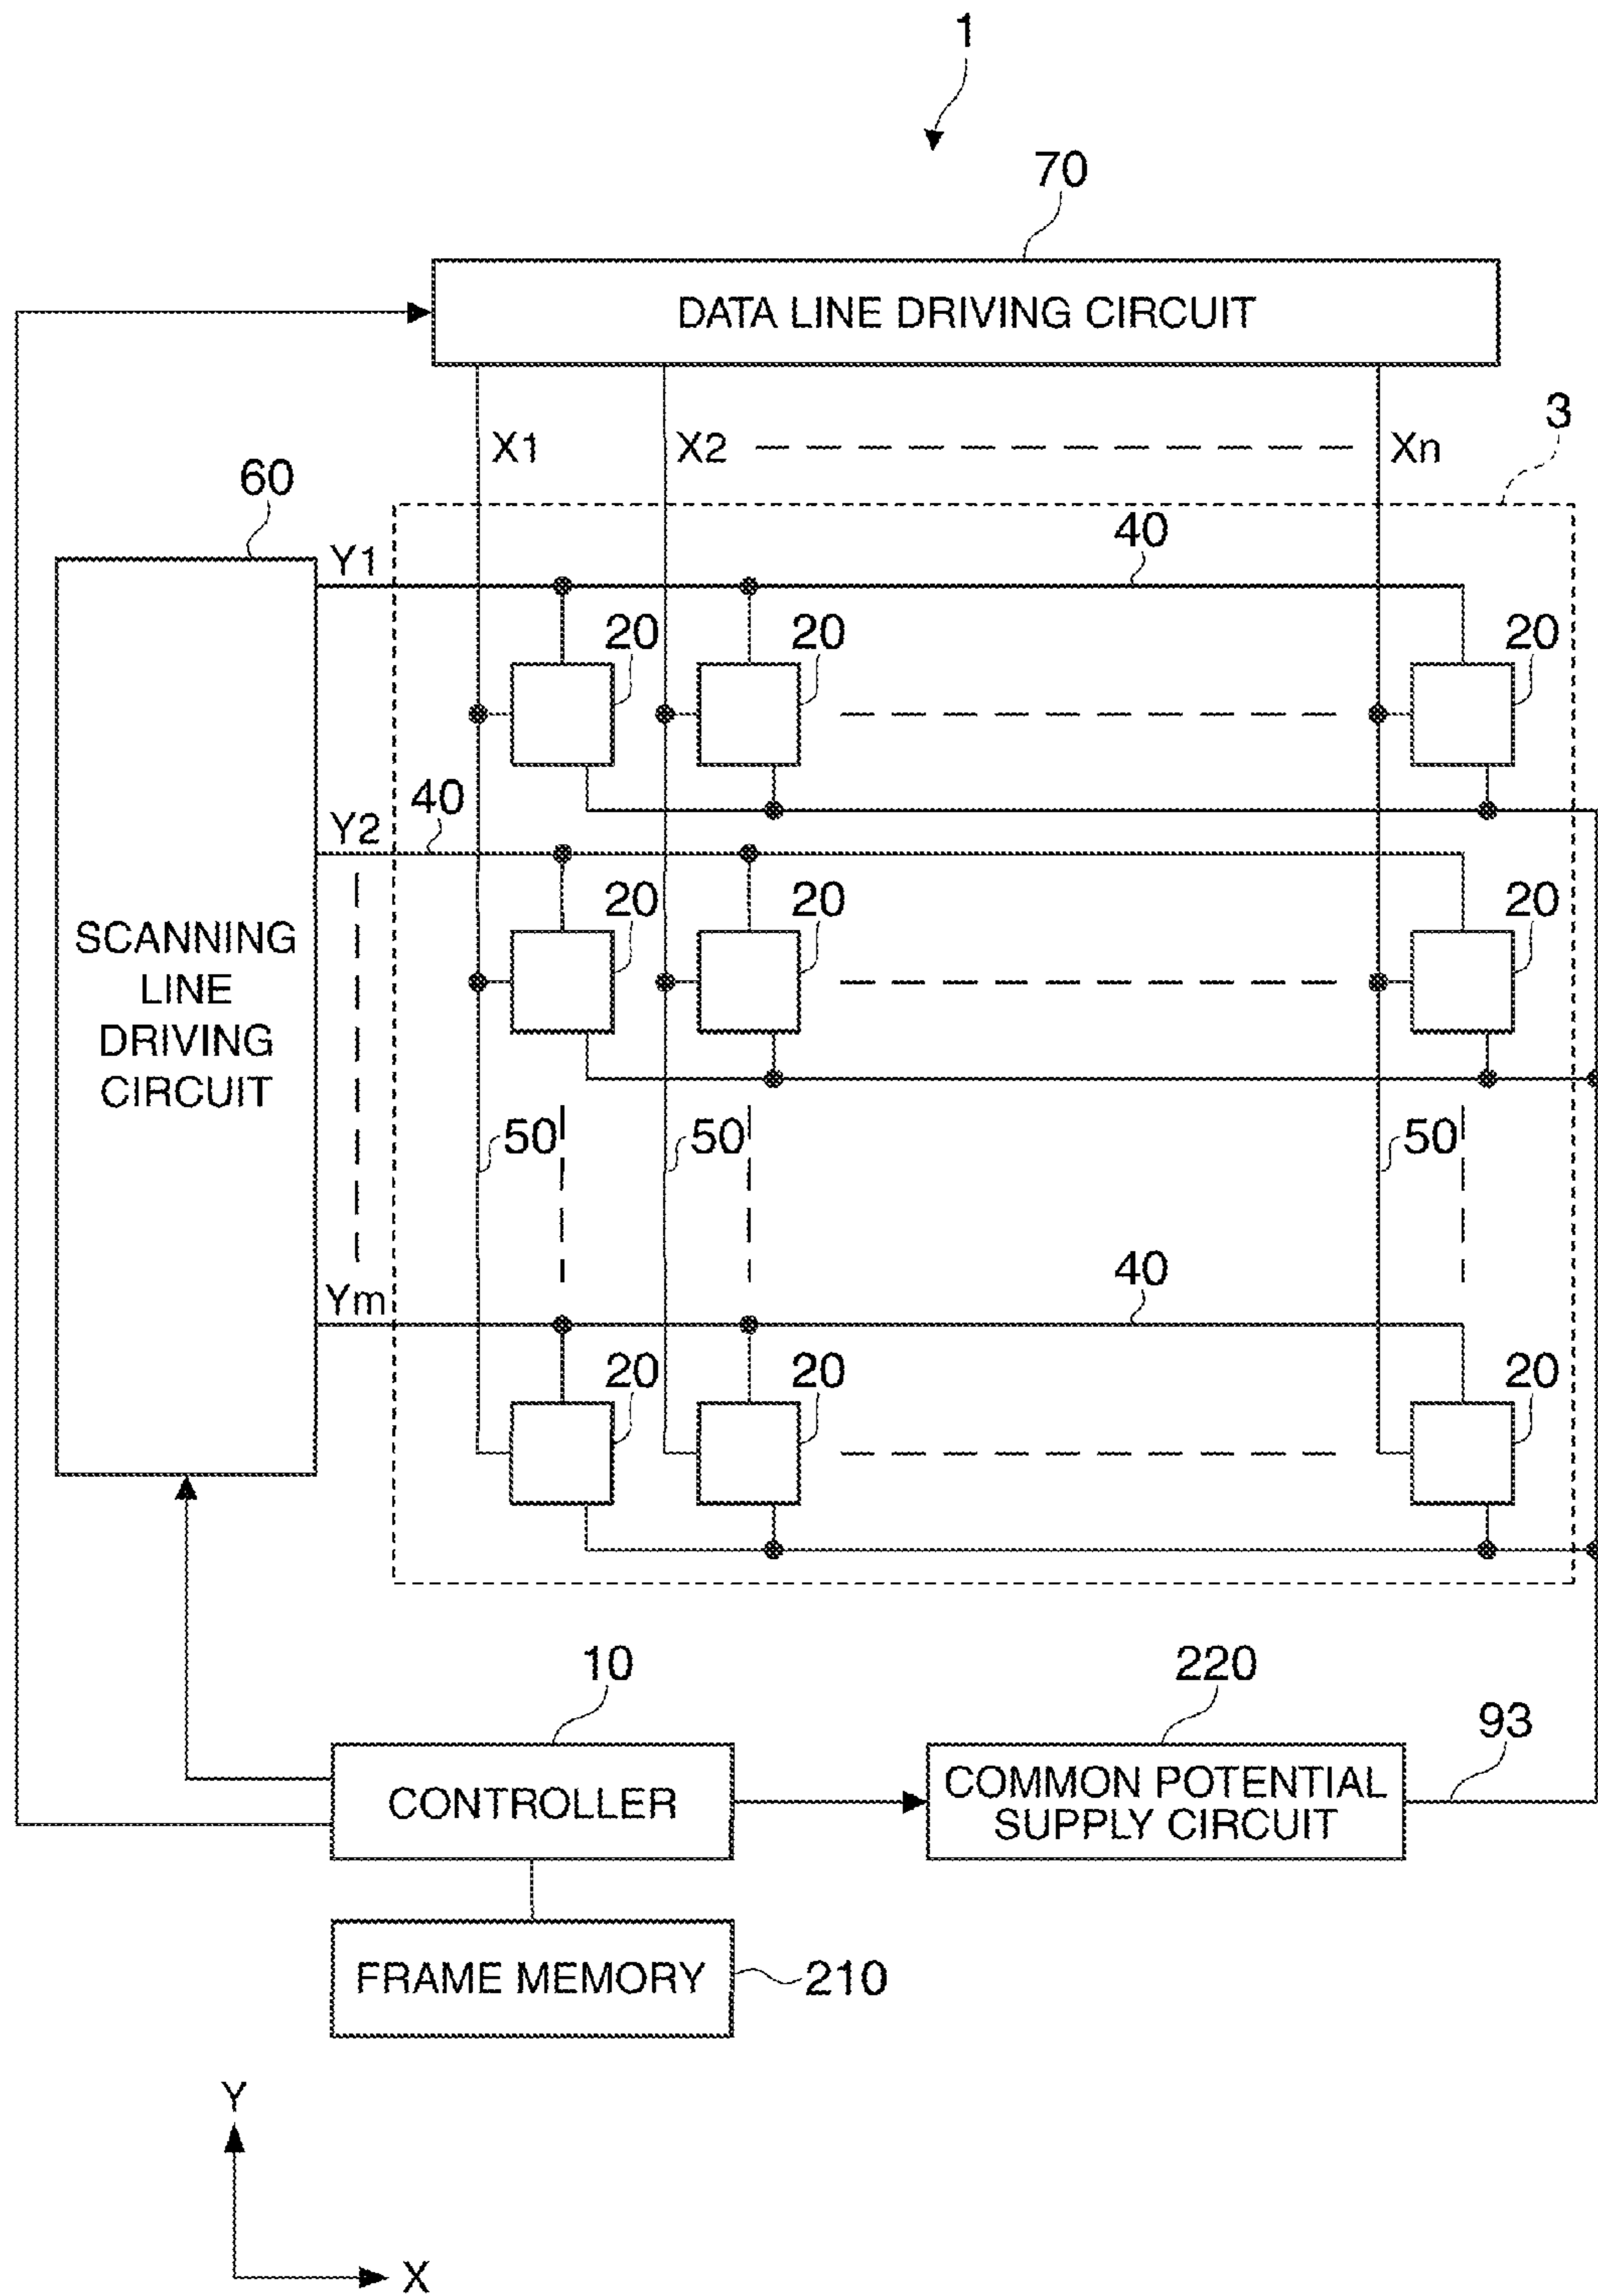 1
70
DATA LINE DRIVING CIRCUIT
X1 X2 Xn
3
60
Y1
40
20 20 20
40
Y2
SCANNING
LINE
DRIVING
CIRCUIT
20 20 20
50 50 50
40
Ym
20 20 20
10
220
93
CONTROLLER
COMMON POTENTIAL
SUPPLY CIRCUIT
FRAME MEMORY
210
Y
X